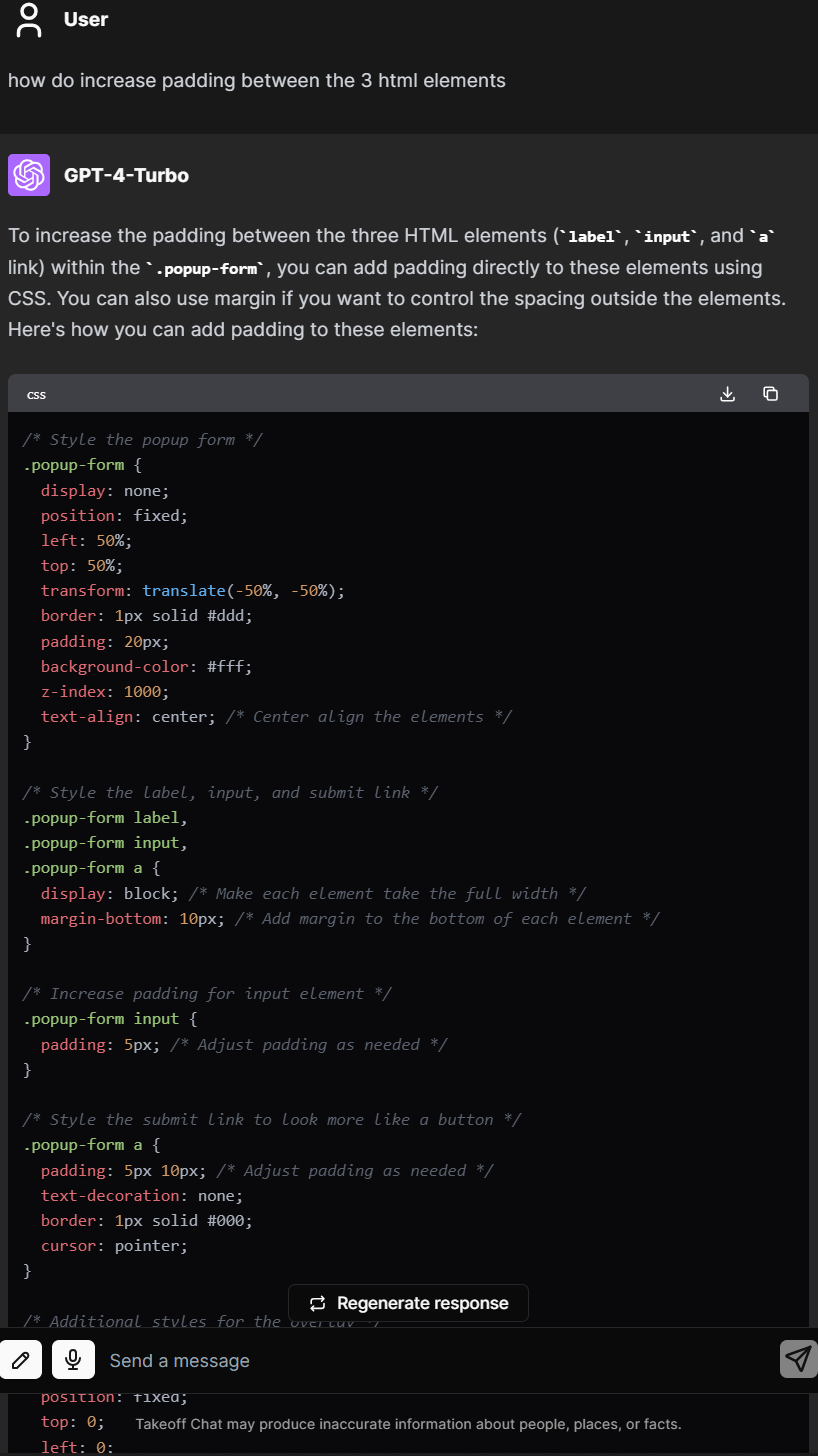 User
how do increase padding between the 3 html elements
GPT-4-Turbo
To increase the padding between the three HTML elements (`label`, `input`, and `a`
link) within the `.popup-form`, you can add padding directly to these elements using
CSS. You can also use margin if you want to control the spacing outside the elements.
Here's how you can add padding to these elements:
css
/* Style the popup form */
.popup-form {
  display: none;
  position: fixed;
  left: 50%;
  top: 50%;
  transform: translate(-50%, -50%);
  border: 1px solid #ddd;
  padding: 20px;
  background-color: #fff;
  z-index: 1000;
  text-align: center; /* Center align the elements */
}
/* Style the label, input, and submit link */
.popup-form label,
.popup-form input,
.popup-form a {
  display: block; /* Make each element take the full width */
  margin-bottom: 10px; /* Add margin to the bottom of each element */
}
/* Increase padding for input element */
.popup-form input {
  padding: 5px; /* Adjust padding as needed */
}
/* Style the submit link to look more like a button */
.popup-form a {
  padding: 5px 10px; /* Adjust padding as needed */
  text-decoration: none;
  border: 1px solid #000;
  cursor: pointer;
}
Regenerate response
/* Additional styles for the overlay */
Send a message
  position: fixed;
  top: 0;
Takeoff Chat may produce inaccurate information about people, places, or facts.
  left: 0;